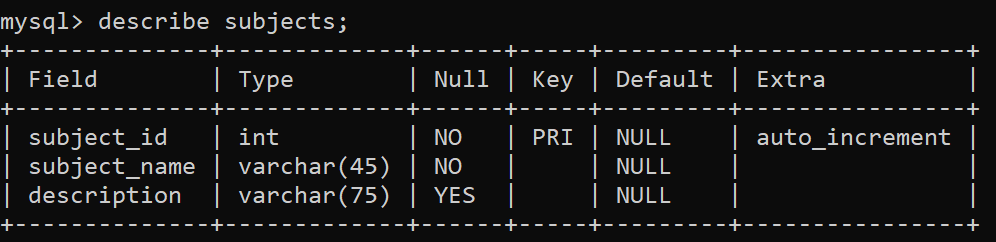 mysql> describe subjects;
+--------------+-------------+------+-----+---------+----------------+
| Field        | Type        | Null | Key | Default | Extra          |
+--------------+-------------+------+-----+---------+----------------+
| subject_id   | int         | NO   | PRI | NULL    | auto_increment |
| subject_name | varchar(45) | NO   |     | NULL    |                |
| description  | varchar(75) | YES  |     | NULL    |                |
+--------------+-------------+------+-----+---------+----------------+